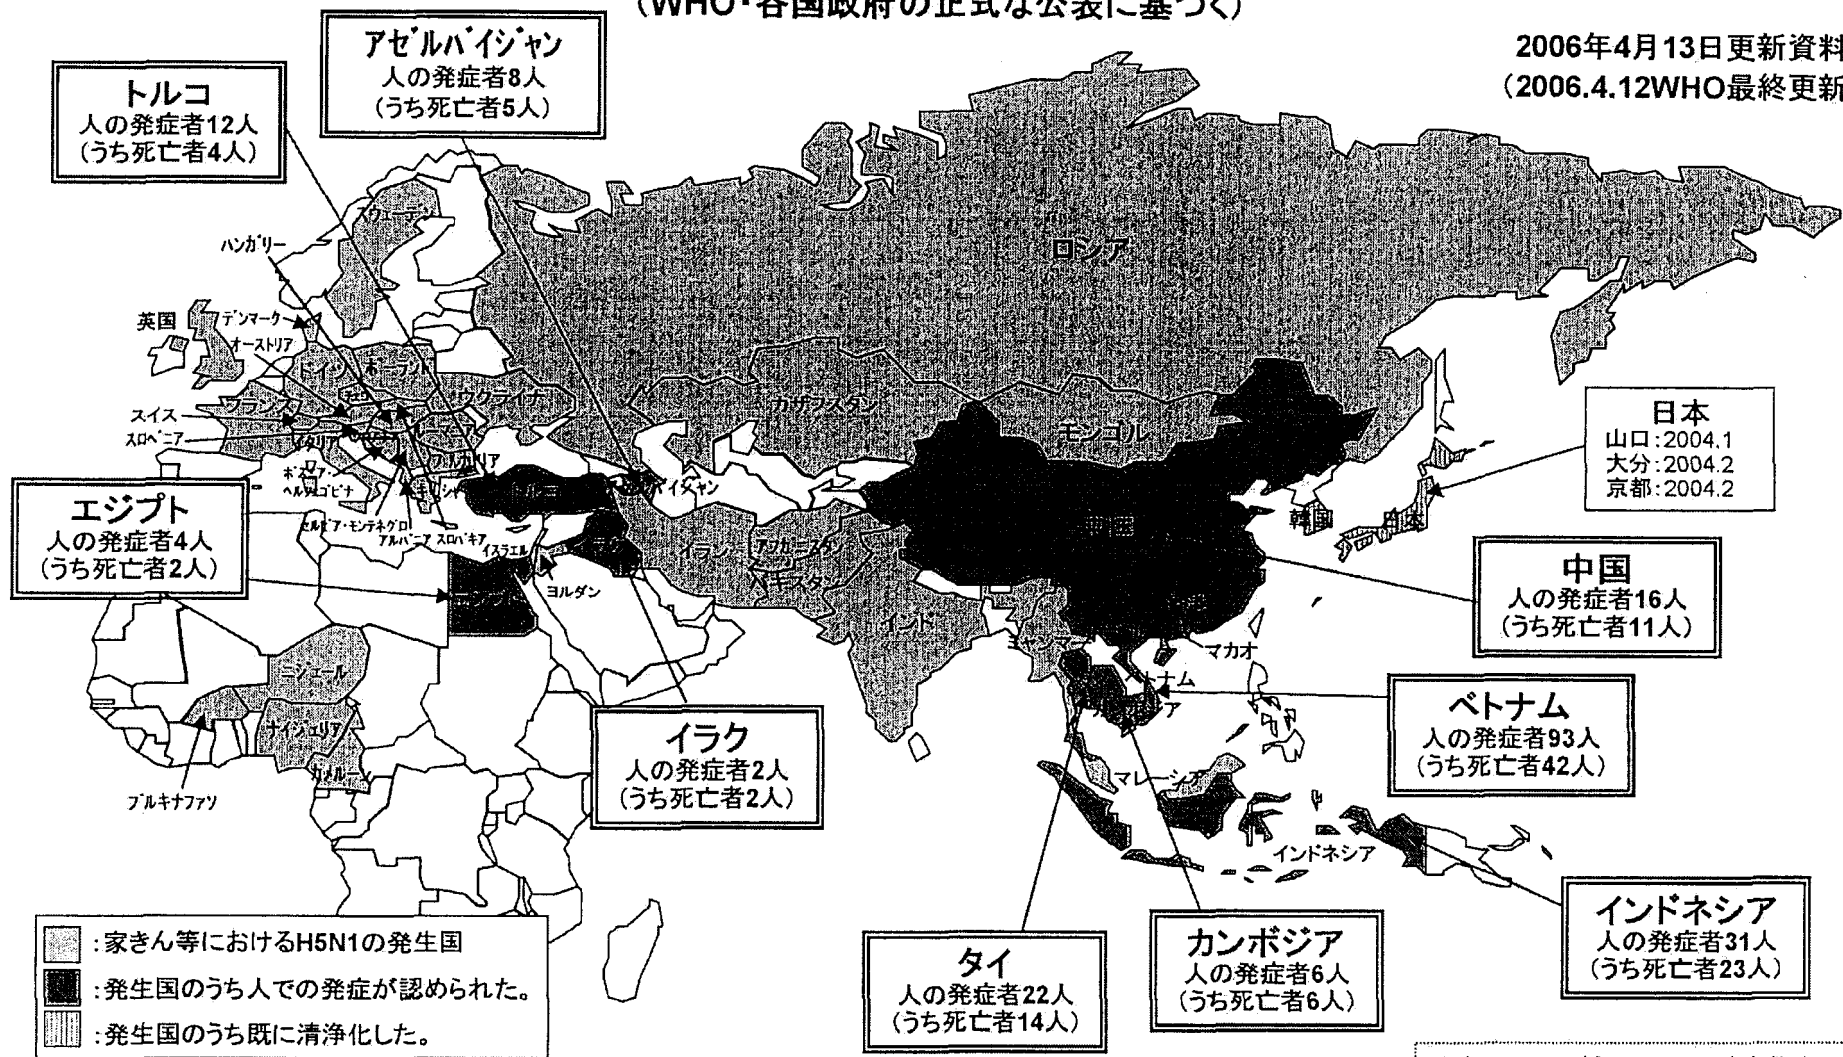 (WHO・各国政府の正式な公表に基づく)
2006年4月13日更新資料
(2006.4.12WHO最終更新
アゼルバイジャン
人の発症者8人
(うち死亡者5人)
トルコ
人の発症者12人
(うち死亡者4人)
スウェーデン
ハンガリー
ロシア
英国
デンマーク
オーストリア
ドイツ
ポーランド
フランス
ウクライナ
カザフスタン
モンゴル
スイス
スロベニア
イタリア
ルーマニア
ブルガリア
ボスニア・
ヘルツェゴビナ
セルビア・モンテネグロ
アルバニア
スロバキア
イスラエル
ヨルダン
イラン
アフガニスタン
パキスタン
インド
ミャンマー
中国
韓国
日本
日本
山口:2004.1
大分:2004.2
京都:2004.2
エジプト
人の発症者4人
(うち死亡者2人)
中国
人の発症者16人
(うち死亡者11人)
マカオ
ベトナム
ベトナム
人の発症者93人
(うち死亡者42人)
ニジェール
ナイジェリア
カメルーン
ブルキナファソ
イラク
人の発症者2人
(うち死亡者2人)
マレーシア
インドネシア
インドネシア
人の発症者31人
(うち死亡者23人)
カンボジア
人の発症者6人
(うち死亡者6人)
タイ
人の発症者22人
(うち死亡者14人)
:家きん等におけるH5N1の発生国
:発生国のうち人での発症が認められた。
:発生国のうち既に清浄化した。